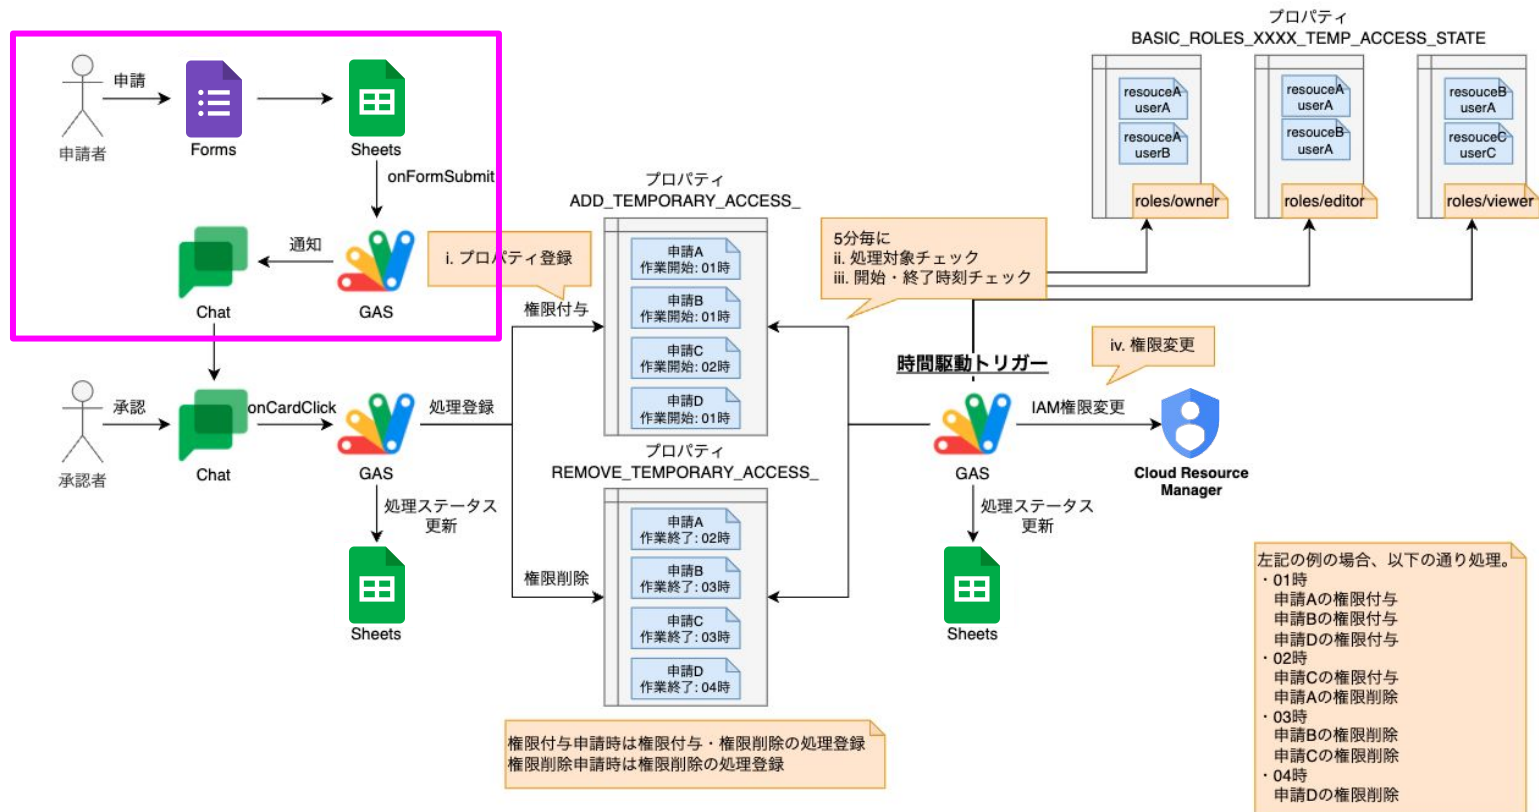 申請
申請者
Forms
Sheets
onFormSubmit
通知
Chat
GAS
i. プロパティ登録
承認
承認者
Chat
onCardClick
GAS
処理登録
処理ステータス
更新
Sheets
権限付与
権限削除
プロパティ
ADD_TEMPORARY_ACCESS_
申請A
作業開始: 01時
申請B
作業開始: 01時
申請C
作業開始: 02時
申請D
作業開始: 01時
プロパティ
REMOVE_TEMPORARY_ACCESS_
申請A
作業終了: 02時
申請B
作業終了: 03時
申請C
作業終了: 03時
申請D
作業終了: 04時
権限付与申請時は権限付与・権限削除の処理登録
権限削除申請時は権限削除の処理登録
5分毎に
ii. 処理対象チェック
iii. 開始・終了時刻チェック
時間駆動トリガー
GAS
処理ステータス
更新
Sheets
IAM権限変更
iv. 権限変更
Cloud Resource
Manager
プロパティ
BASIC_ROLES_XXXX_TEMP_ACCESS_STATE
resouceA
userA
resouceA
userB
roles/owner
resouceA
userA
resouceB
userA
roles/editor
resouceB
userA
resouceC
userC
roles/viewer
左記の例の場合、以下の通り処理。
・01時
申請Aの権限付与
申請Bの権限付与
申請Dの権限付与
・02時
申請Cの権限付与
申請Aの権限削除
・03時
申請Bの権限削除
申請Cの権限削除
・04時
申請Dの権限削除